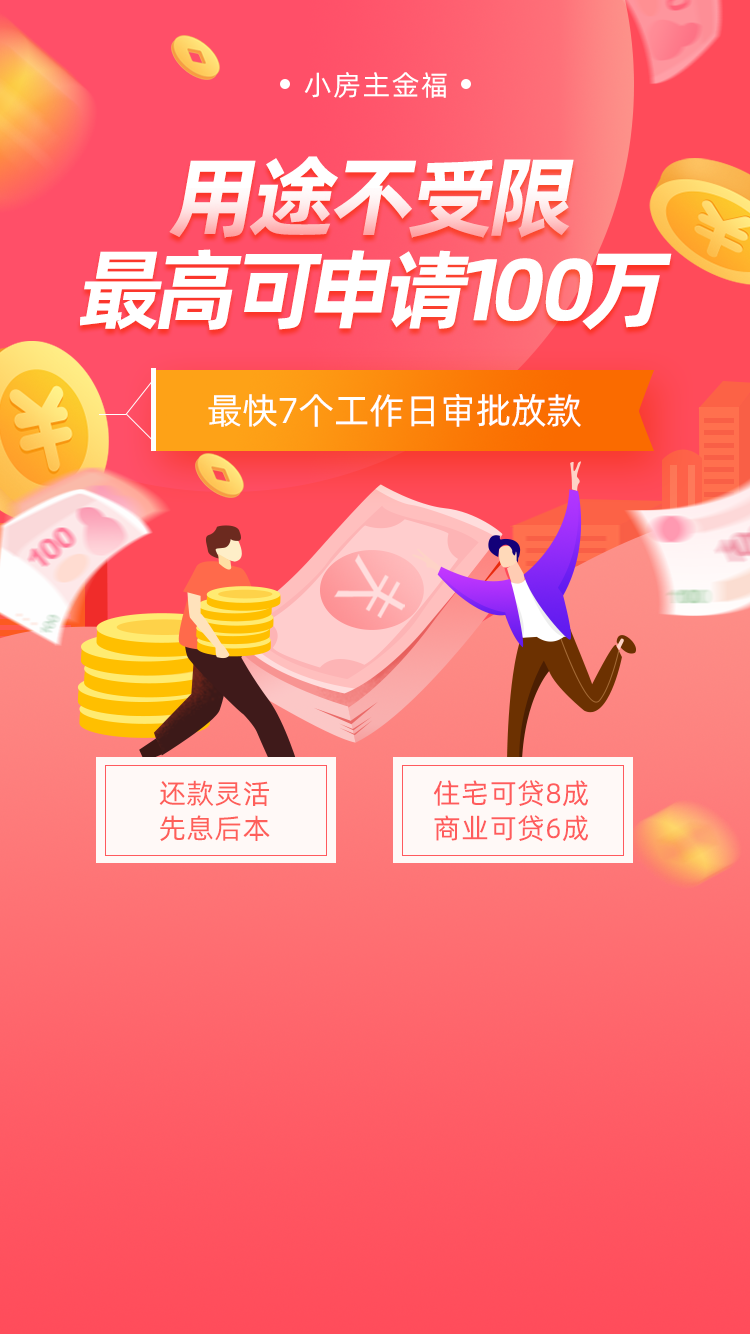 • 小房主金福 •
用途不受限
最高可申请100万
最快7个工作日审批放款
¥
¥
¥
100
还款灵活
先息后本
住宅可贷8成
商业可贷6成